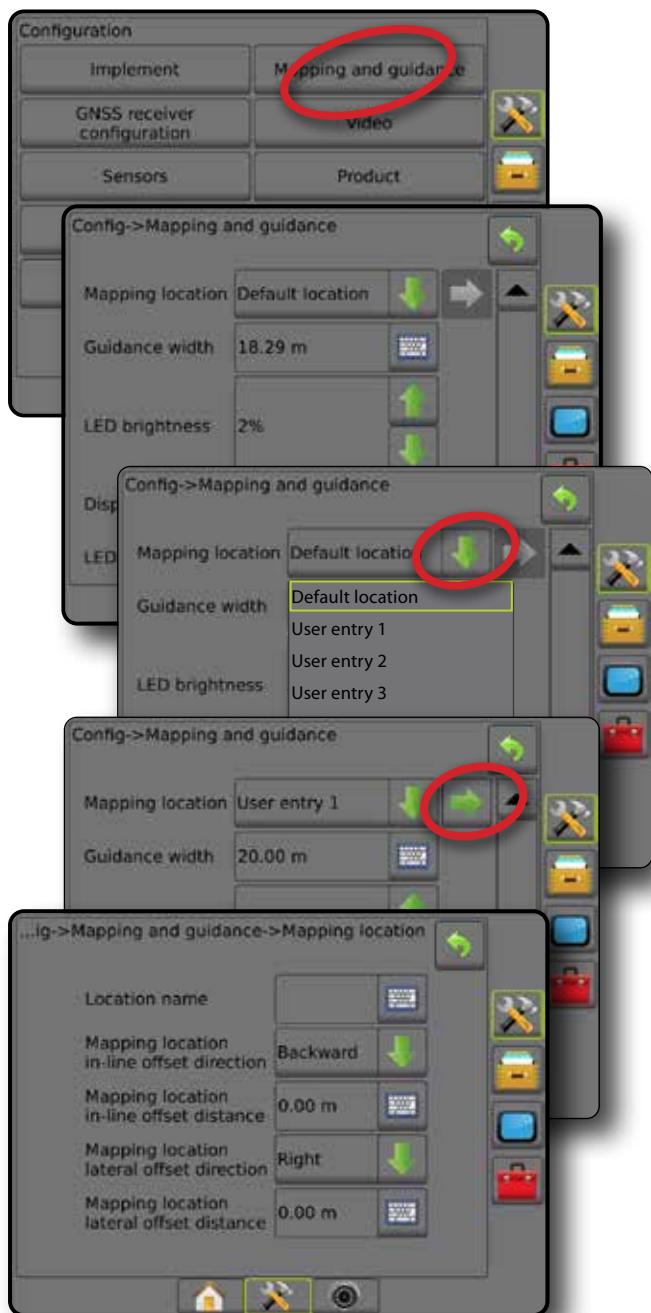 Configuration
Implement
Mapping and guidance
GNSS receiver
configuration
Video
Sensors
Product
Config->Mapping and guidance
Mapping location
Default location
Guidance width
18.29 m
LED brightness
2%
Disp
LED
Config->Mapping and guidance
Mapping location
Default location
Guidance width
Default location
User entry 1
User entry 2
LED brightness
User entry 3
Config->Mapping and guidance
Mapping location
User entry 1
Guidance width
20.00 m
...ig->Mapping and guidance->Mapping location
Location name
Mapping location
in-line offset direction
Backward
Mapping location
in-line offset distance
0.00 m
Mapping location
lateral offset direction
Right
Mapping location
lateral offset distance
0.00 m